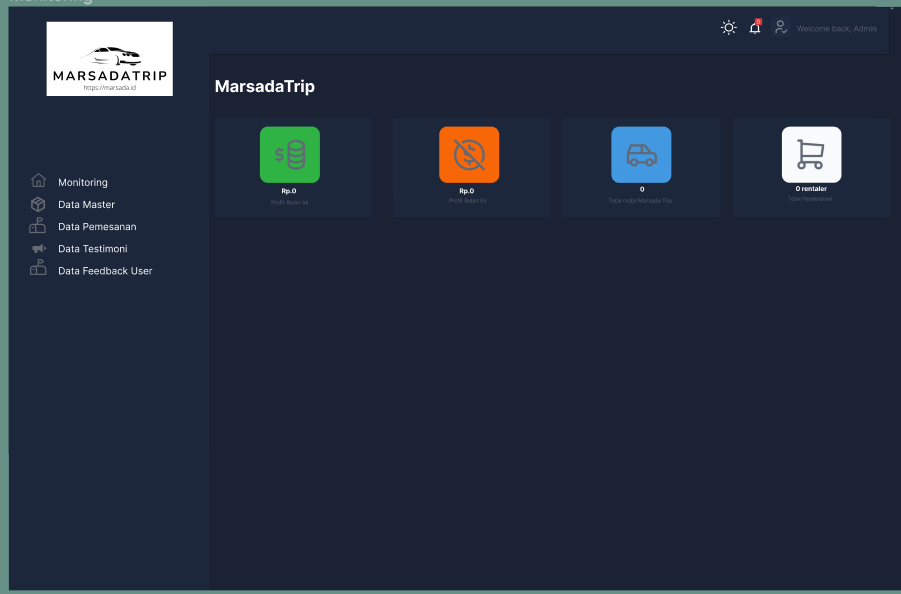 Monitoring
MARSADATRIP
https://marsada.id
0
Welcome back, Admin
MarsadaTrip
Rp.0
Profit Bulan Ini
Rp.0
Profit Bulan Ini
0
Total mobil Marsada Trip
0 rentaler
Total Pemesanan
Monitoring
Data Master
Data Pemesanan
Data Testimoni
Data Feedback User